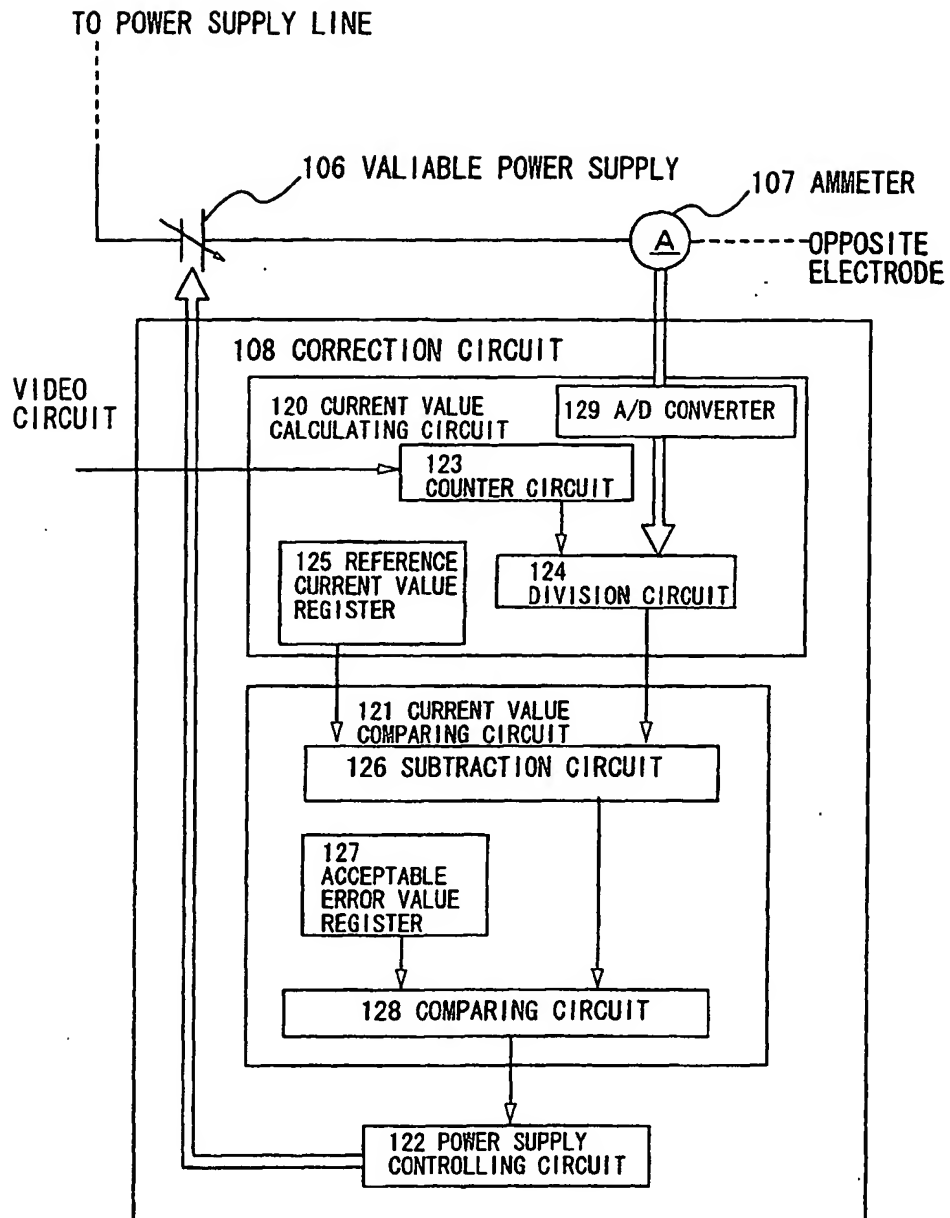 TO POWER SUPPLY LINE
106 VALIABLE POWER SUPPLY
107 AMMETER
A
OPPOSITE
ELECTRODE
108 CORRECTION CIRCUIT
VIDEO
CIRCUIT
120 CURRENT VALUE
CALCULATING CIRCUIT
129 A/D CONVERTER
123
COUNTER CIRCUIT
125 REFERENCE
CURRENT VALUE
REGISTER
124
DIVISION CIRCUIT
121 CURRENT VALUE
COMPARING CIRCUIT
126 SUBTRACTION CIRCUIT
127
ACCEPTABLE
ERROR VALUE
REGISTER
128 COMPARING CIRCUIT
122 POWER SUPPLY
CONTROLLING CIRCUIT